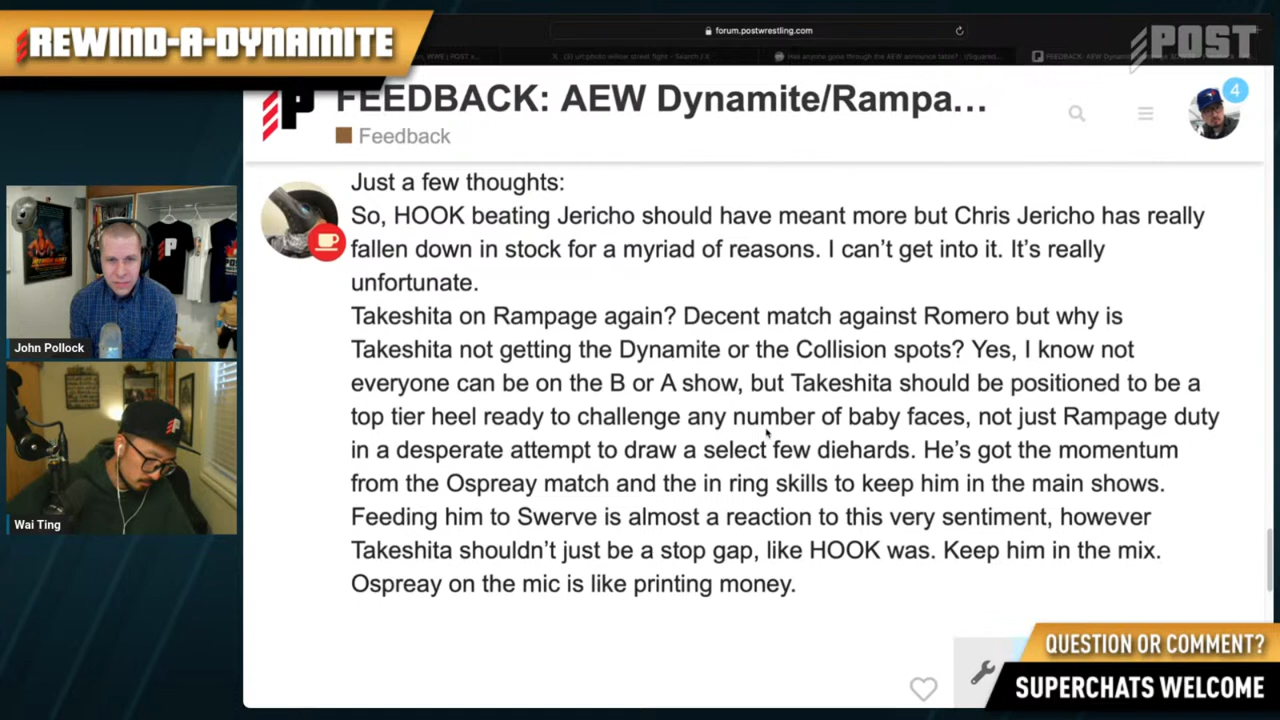 REWIND-A-DYNAMITE
forum.postwrestling.com
POST
FEEDBACK: AEW Dynamite/Rampa…
4
Feedback
Just a few thoughts:
So, HOOK beating Jericho should have meant more but Chris Jericho has really
fallen down in stock for a myriad of reasons. I can’t get into it. It’s really
unfortunate.
Takeshita on Rampage again? Decent match against Romero but why is
Takeshita not getting the Dynamite or the Collision spots? Yes, I know not
everyone can be on the B or A show, but Takeshita should be positioned to be a
top tier heel ready to challenge any number of baby faces, not just Rampage duty
in a desperate attempt to draw a select few diehards. He’s got the momentum
from the Ospreay match and the in ring skills to keep him in the main shows.
Feeding him to Swerve is almost a reaction to this very sentiment, however
Takeshita shouldn’t just be a stop gap, like HOOK was. Keep him in the mix.
Ospreay on the mic is like printing money.
John Pollock
Wai Ting
QUESTION OR COMMENT?
SUPERCHATS WELCOME